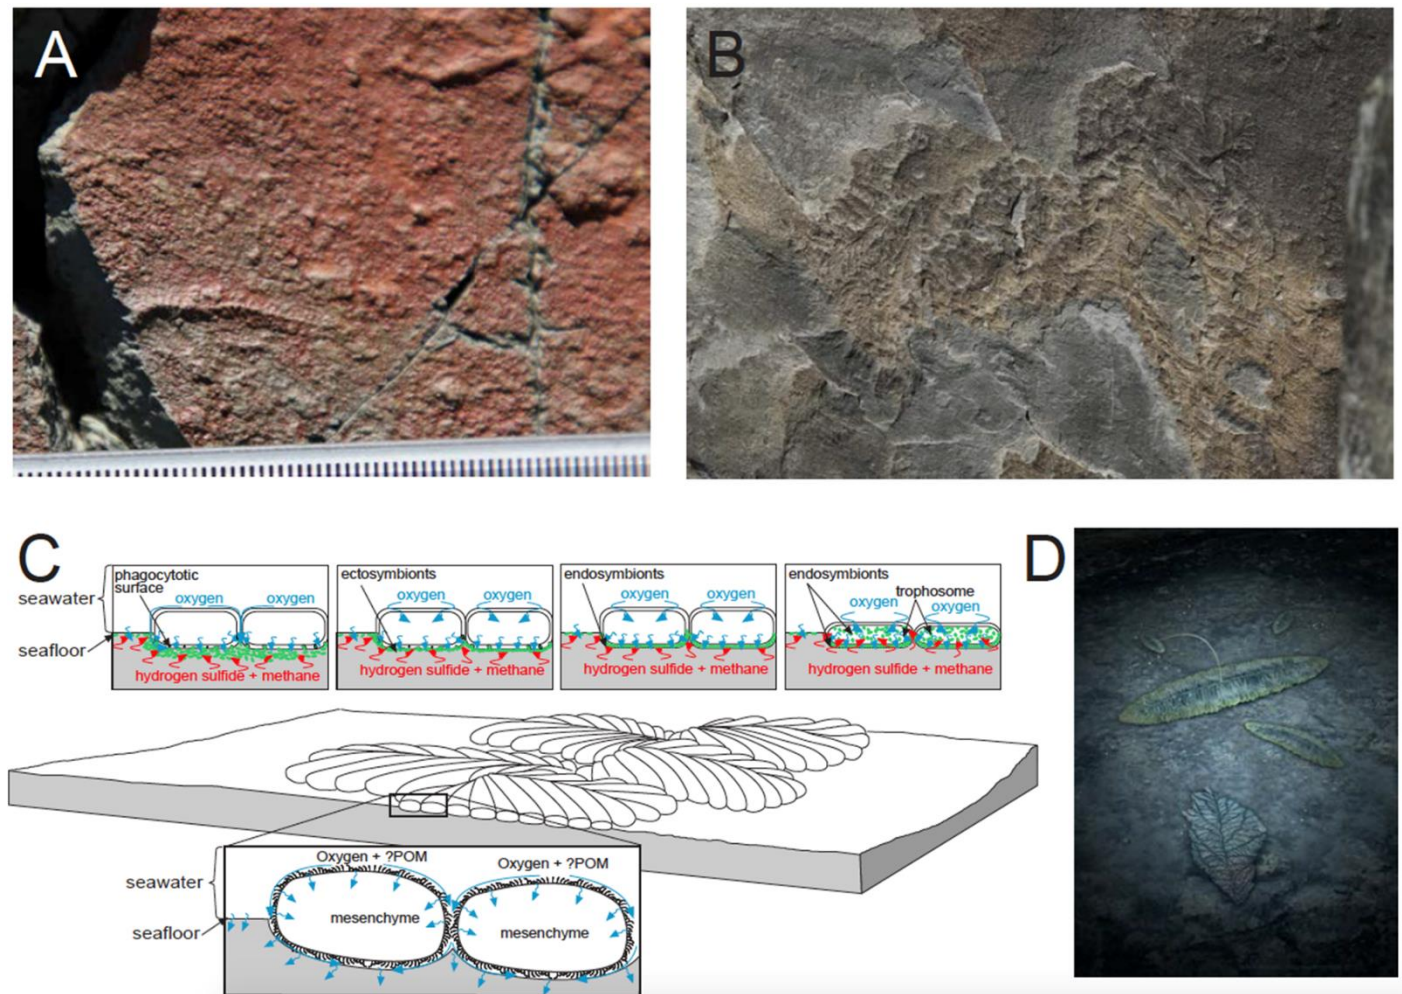 A
B
C
D
seawater
seafloor
phagocytotic
surface
oxygen
oxygen
hydrogen sulfide + methane
ectosymbionts
oxygen
oxygen
hydrogen sulfide + methane
endosymbionts
oxygen
oxygen
hydrogen sulfide + methane
endosymbionts
trophosome
oxygen
oxygen
hydrogen sulfide + methane
seawater
seafloor
Oxygen + ?POM
Oxygen + ?POM
mesenchyme
mesenchyme